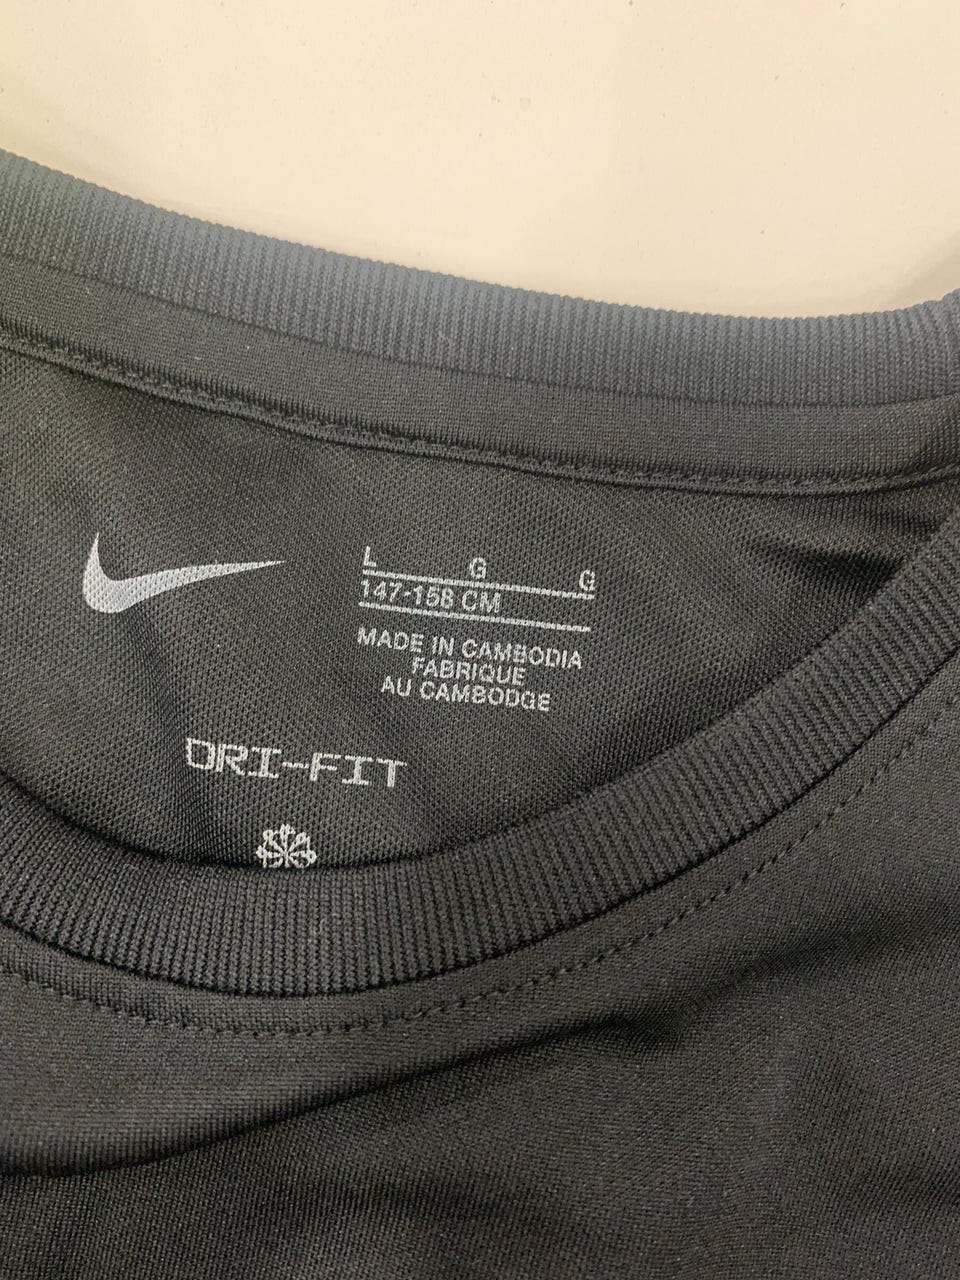 L G G
147-158 CM
MADE IN CAMBODIA
FABRIQUE
AU CAMBODGE
DRI-FIT